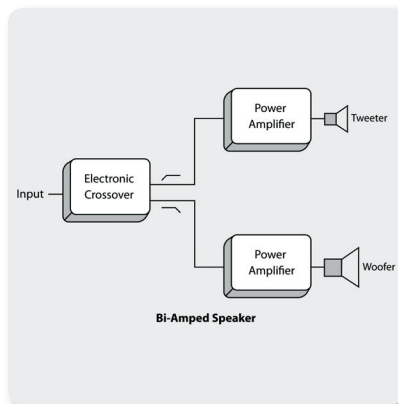 Power
Amplifier
Tweeter
Electronic
Crossover
Input
Power
Amplifier
Woofer
Bi-Amped Speaker